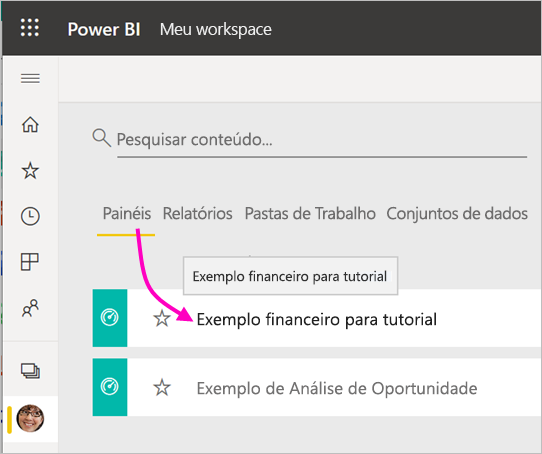 Power BI Meu workspace
Pesquisar conteúdo...
Painéis Relatórios Pastas de Trabalho Conjuntos de dados
Exemplo financeiro para tutorial
Exemplo financeiro para tutorial
Exemplo de Análise de Oportunidade